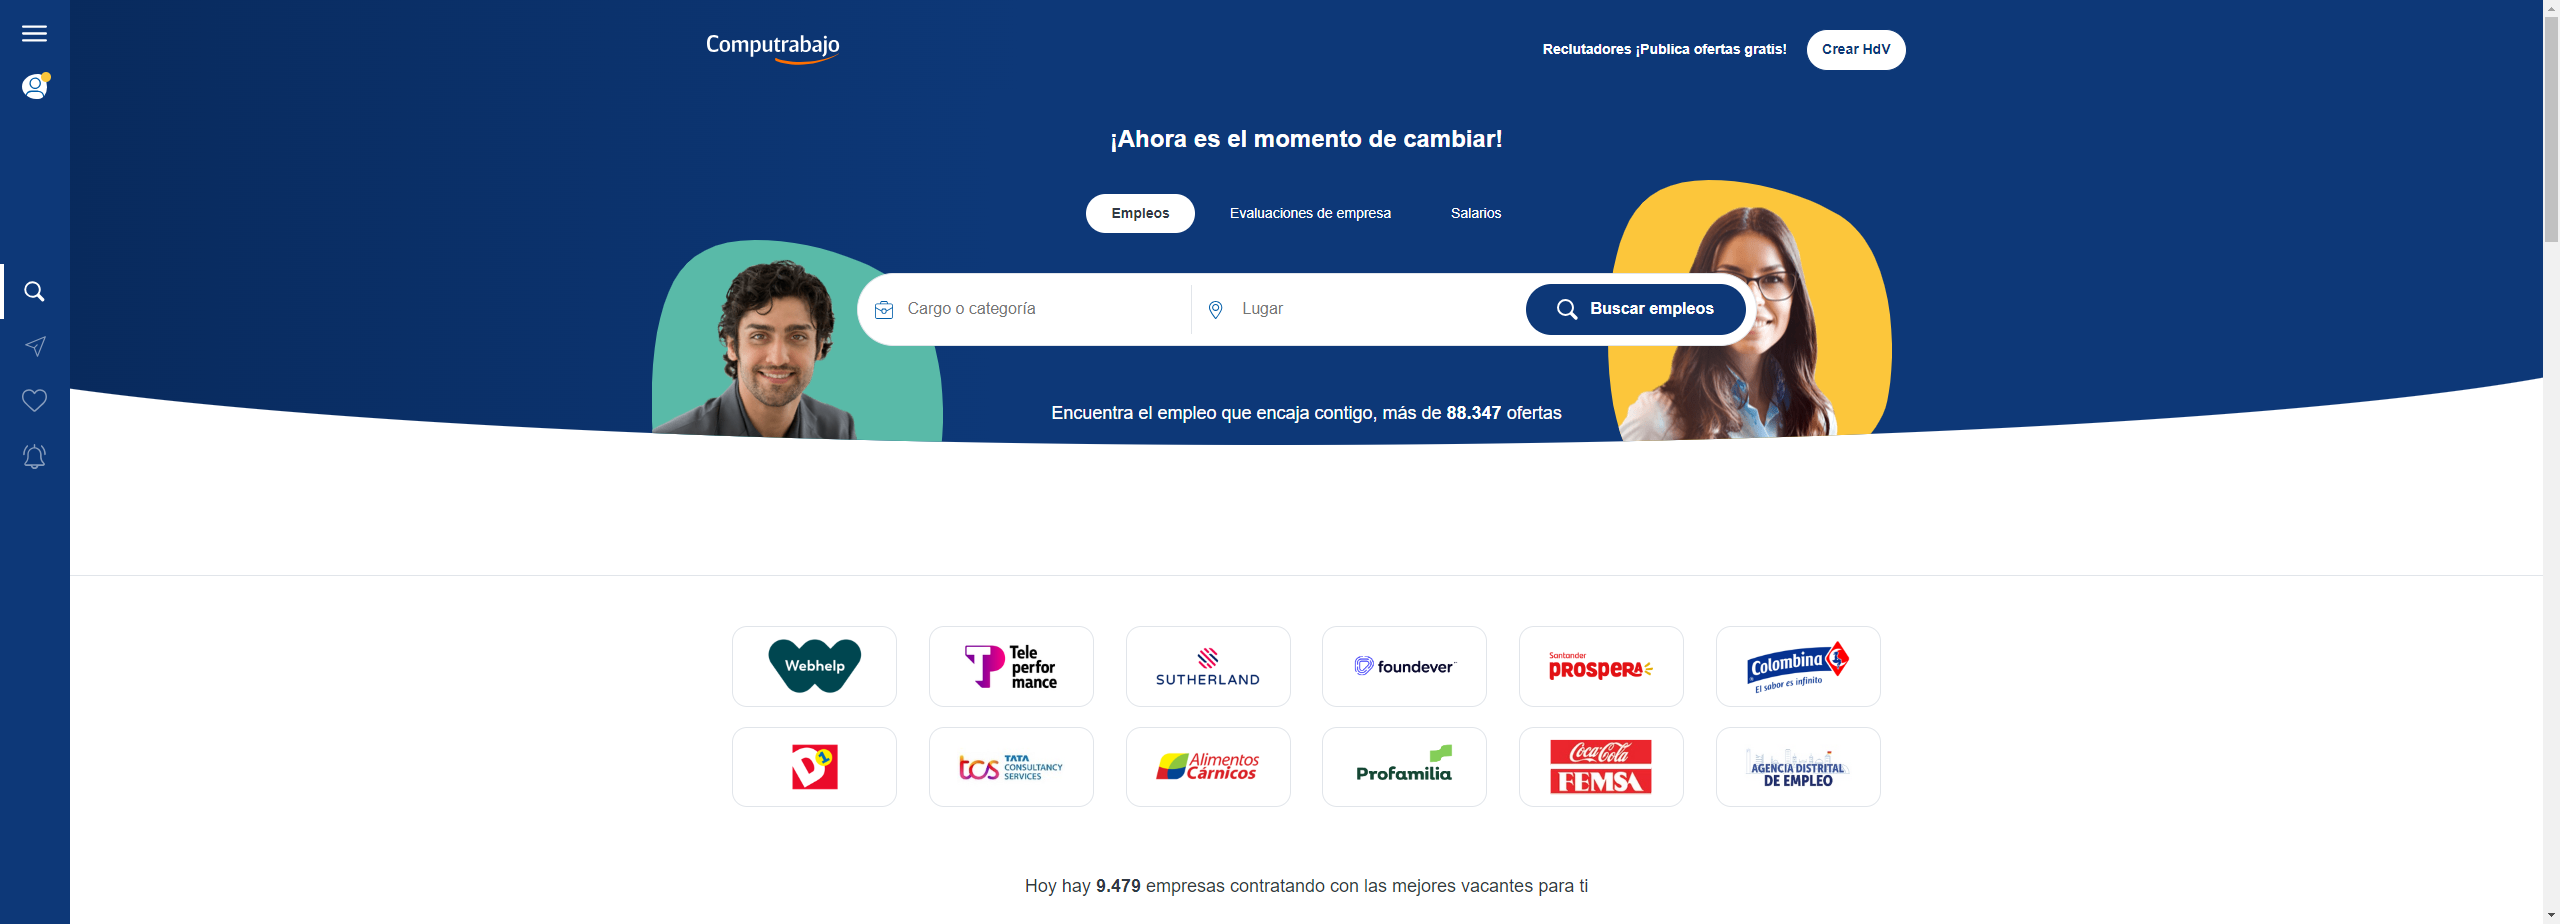 Computrabajo
Reclutadores ¡Publica ofertas gratis!
Crear HdV
¡Ahora es el momento de cambiar!
Empleos
Evaluaciones de empresa
Salarios
Cargo o categoría
Lugar
Buscar empleos
Encuentra el empleo que encaja contigo, más de 88.347 ofertas
Webhelp
Tele
perfor
mance
SUTHERLAND
foundever
Santander
PROSPERA
Colombina
El sabor es infinito
D1
tcs
TATA
CONSULTANCY
SERVICES
Alimentos
Cárnicos
Profamilia
Coca-Cola
FEMSA
AGENCIA DISTRITAL
DE EMPLEO
Hoy hay 9.479 empresas contratando con las mejores vacantes para ti